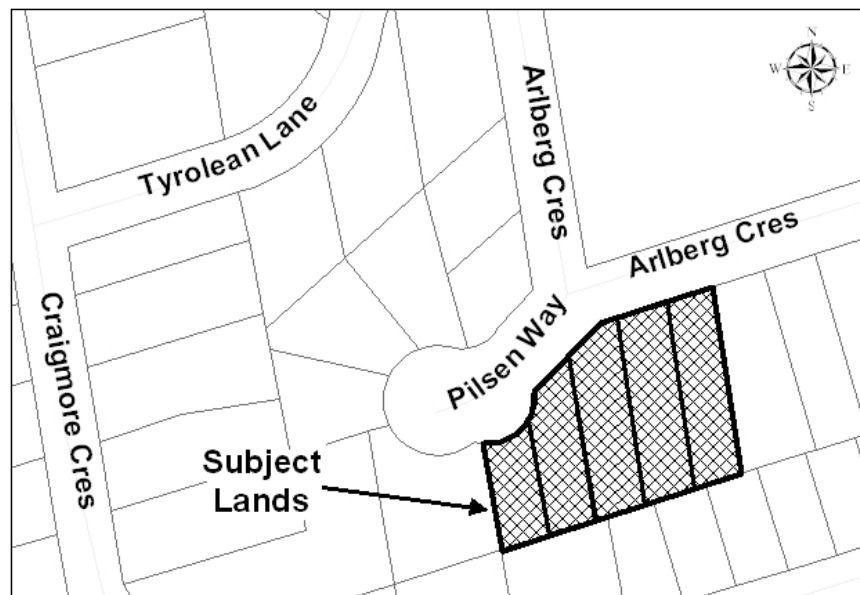 N
W E
S
Tyrolean Lane
Arlberg Cres
Arlberg Cres
Craigmore Cres
Pilsen Way
Subject
Lands